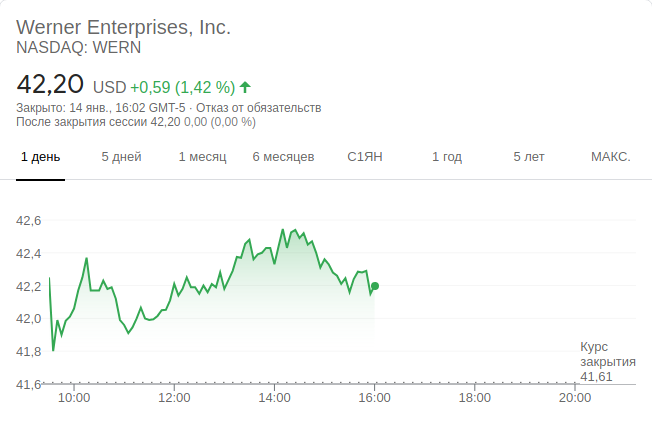 Werner Enterprises, Inc.
NASDAQ: WERN
42,20 USD +0,59 (1,42 %)
Закрыто: 14 янв., 16:02 GMT-5 · Отказ от обязательств
После закрытия сессии 42,20 0,00 (0,00 %)
1 день 5 дней 1 месяц 6 месяцев С1ЯН 1 год 5 лет МАКС.
42,6
42,4
42,2
42,0
41,8
41,6
Курс
закрытия
41,61
10:00 12:00 14:00 16:00 18:00 20:00